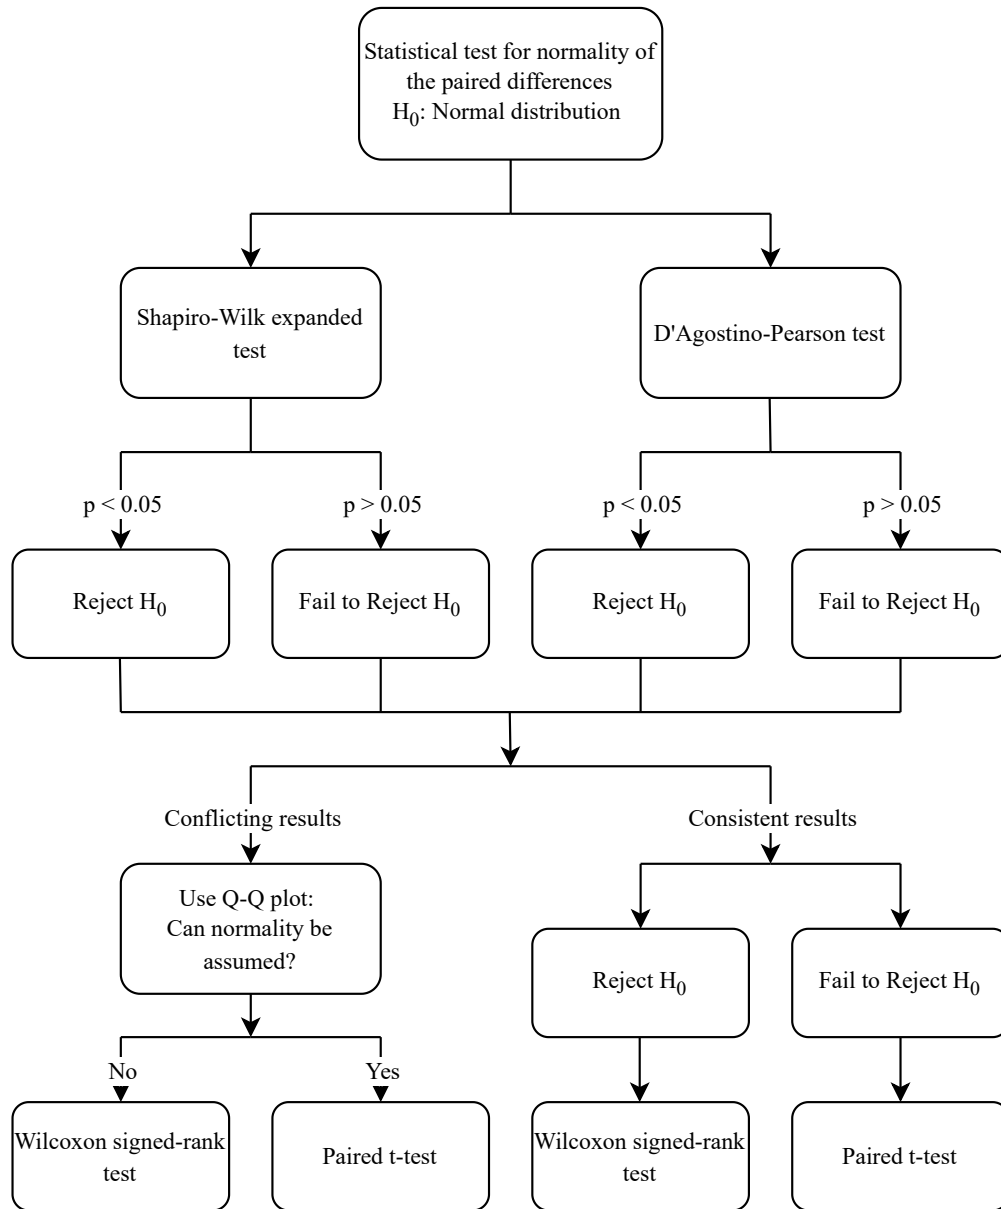 Statistical test for normality of
the paired differences
H₀: Normal distribution
Shapiro-Wilk expanded
test
D'Agostino-Pearson test
p < 0.05
p > 0.05
p < 0.05
p > 0.05
Reject H₀
Fail to Reject H₀
Reject H₀
Fail to Reject H₀
Conflicting results
Consistent results
Use Q-Q plot:
Can normality be
assumed?
Reject H₀
Fail to Reject H₀
No
Yes
Wilcoxon signed-rank
test
Paired t-test
Wilcoxon signed-rank
test
Paired t-test